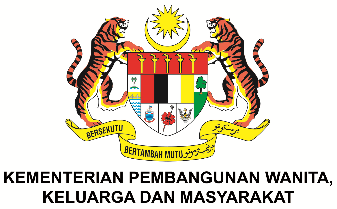 BERSEKUTU
BERTAMBAH MUTU
KEMENTERIAN PEMBANGUNAN WANITA,
KELUARGA DAN MASYARAKAT